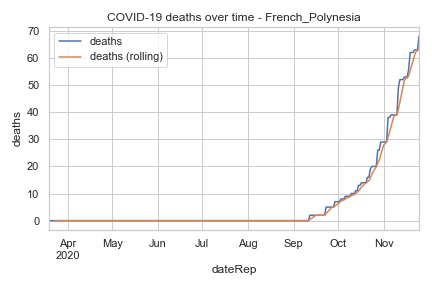 COVID-19 deaths over time - French_Polynesia
deaths
deaths (rolling)
deaths
70
60
50
40
30
20
10
0
Apr May Jun Jul Aug Sep Oct Nov
2020
dateRep